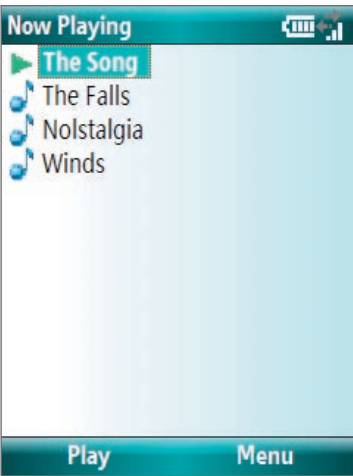 Now Playing
The Song
The Falls
Nolstalgia
Winds
Play Menu